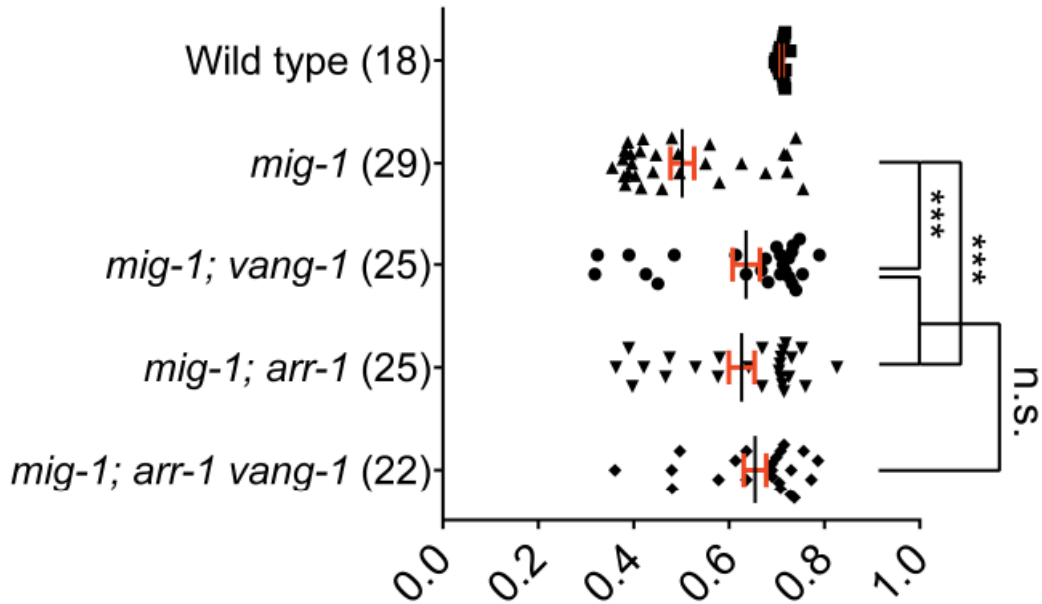 Wild type (18)
mig-1 (29)
mig-1; vang-1 (25)
mig-1; arr-1 (25)
mig-1; arr-1 vang-1 (22)
***
***
n.s.
0.0 0.2 0.4 0.6 0.8 1.0